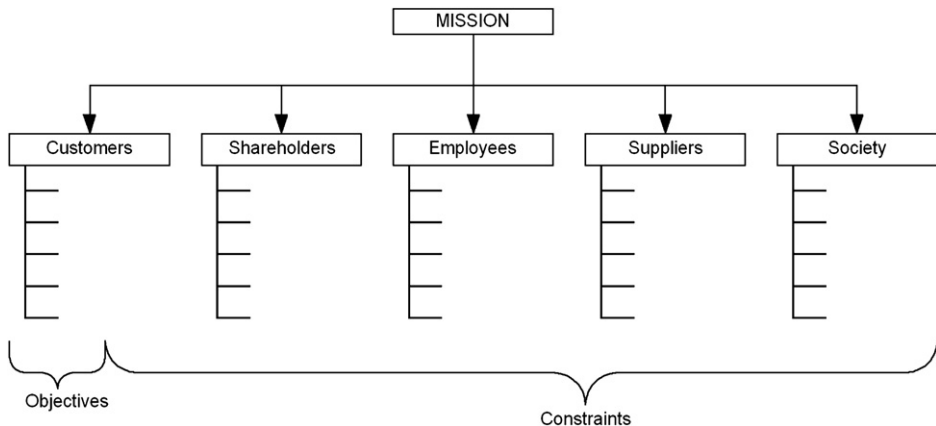 MISSION
Customers
Shareholders
Employees
Suppliers
Society
Objectives
Constraints